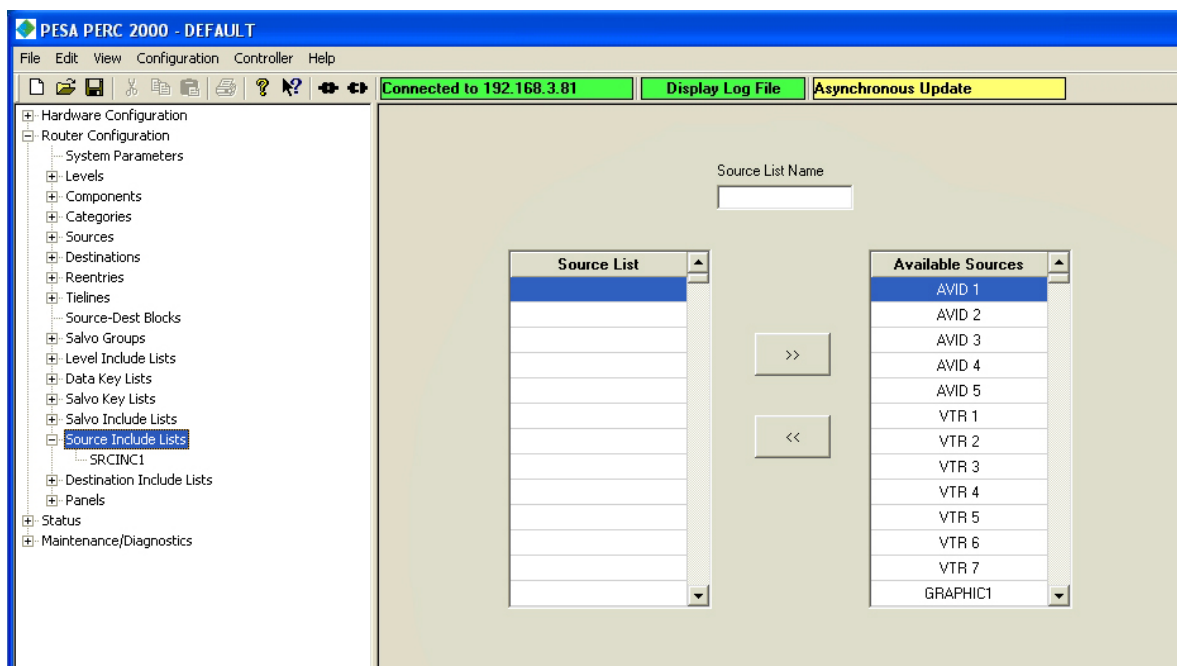 PESA PERC 2000 - DEFAULT
File Edit View Configuration Controller Help
Connected to 192.168.3.81 Display Log File Asynchronous Update
Hardware Configuration
Router Configuration
System Parameters
Levels
Components
Categories
Sources
Destinations
Reentries
Tielines
Source-Dest Blocks
Salvo Groups
Level Include Lists
Data Key Lists
Salvo Key Lists
Salvo Include Lists
Source Include Lists
SRCINC1
Destination Include Lists
Panels
Status
Maintenance/Diagnostics
Source List Name
Source List
>>
<<
Available Sources
AVID 1
AVID 2
AVID 3
AVID 4
AVID 5
VTR 1
VTR 2
VTR 3
VTR 4
VTR 5
VTR 6
VTR 7
GRAPHIC1